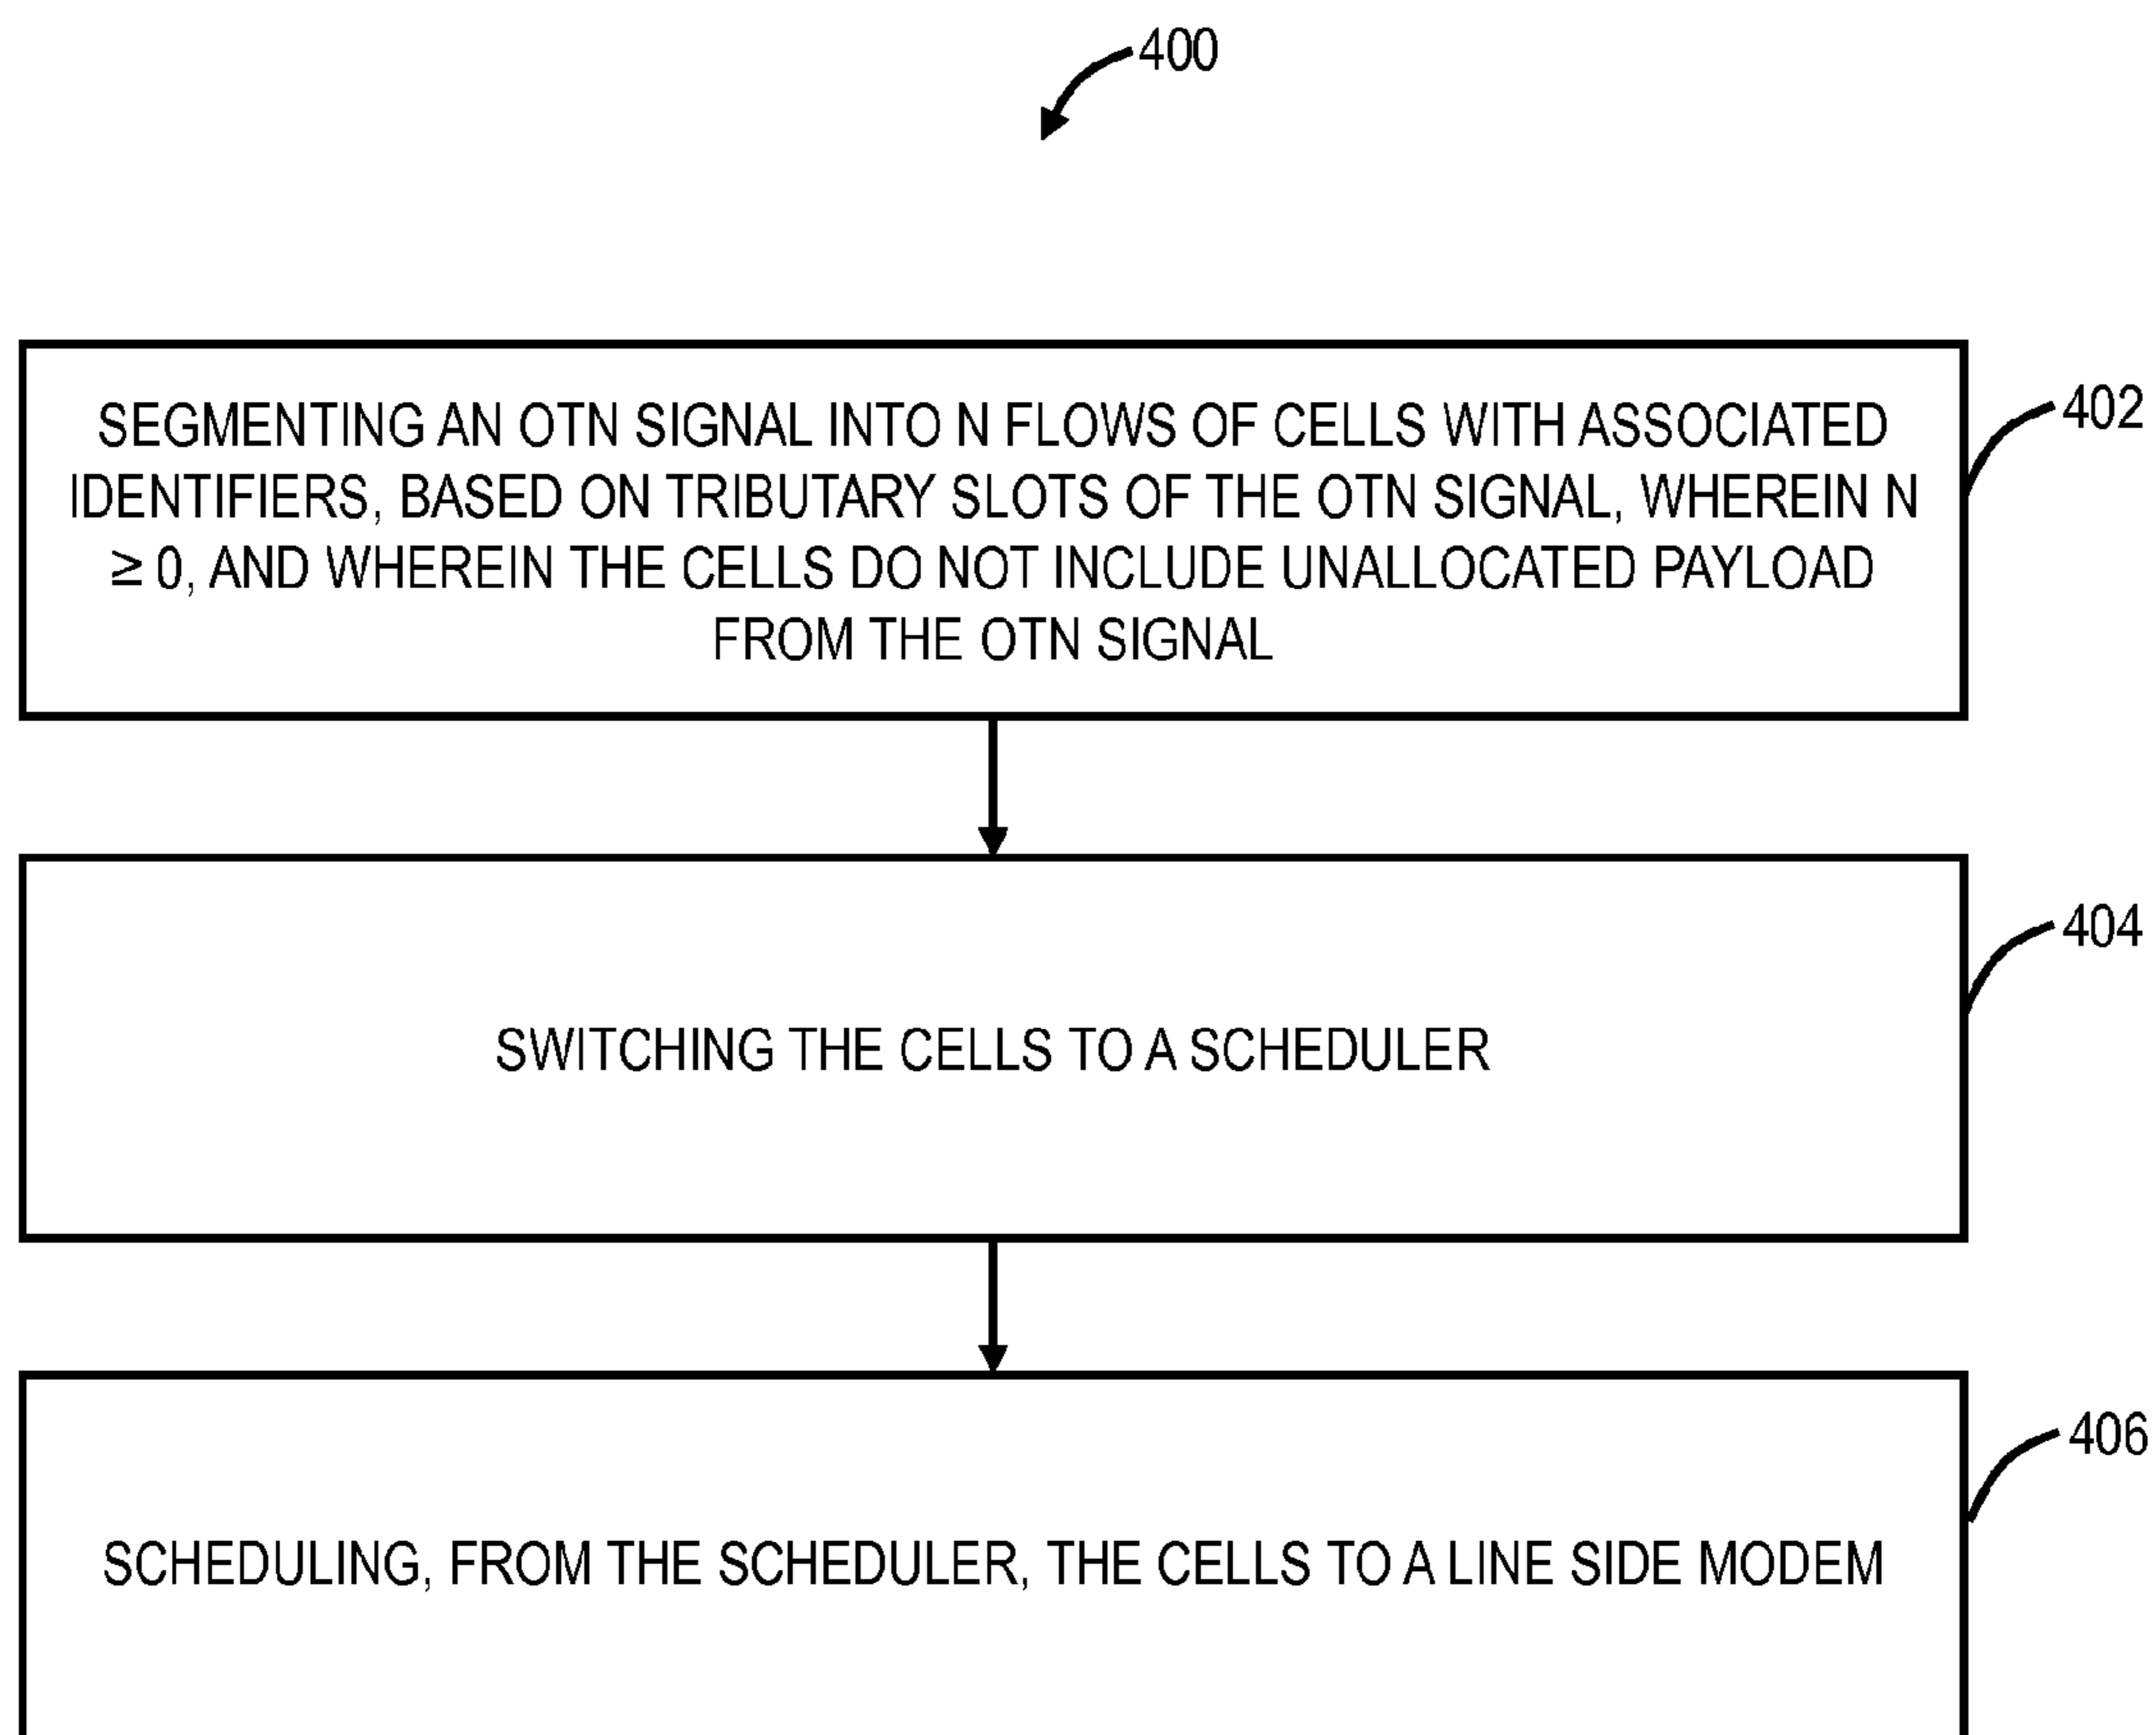 400
SEGMENTING AN OTN SIGNAL INTO N FLOWS OF CELLS WITH ASSOCIATED
IDENTIFIERS, BASED ON TRIBUTARY SLOTS OF THE OTN SIGNAL, WHEREIN N
≥ 0, AND WHEREIN THE CELLS DO NOT INCLUDE UNALLOCATED PAYLOAD
FROM THE OTN SIGNAL
402
SWITCHING THE CELLS TO A SCHEDULER
404
SCHEDULING, FROM THE SCHEDULER, THE CELLS TO A LINE SIDE MODEM
406